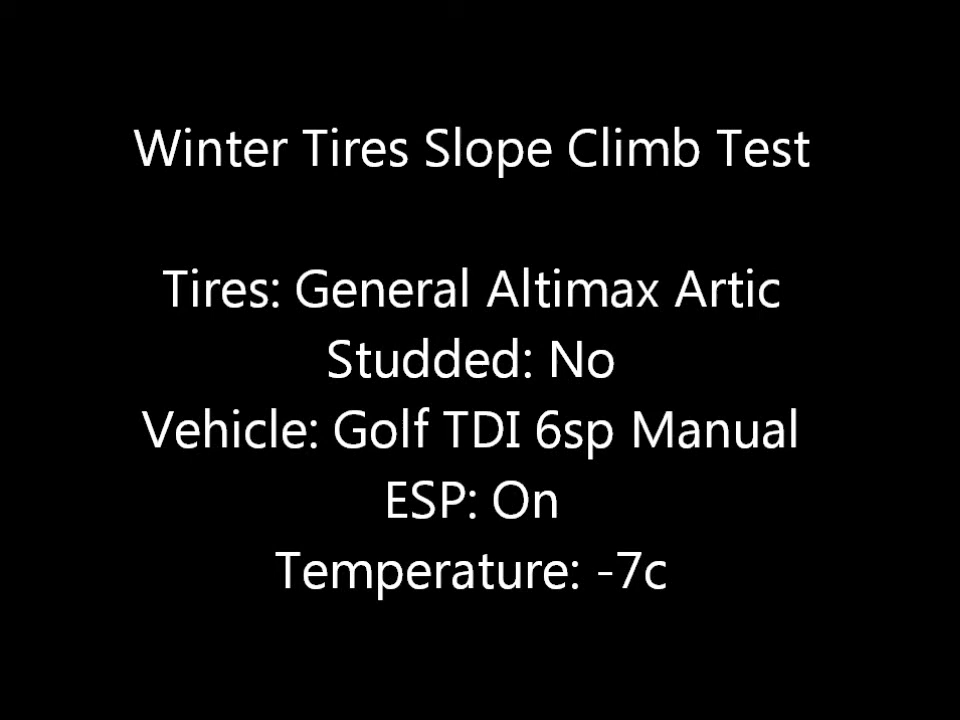 Winter Tires Slope Climb Test
Tires: General Altimax Artic
Studded: No
Vehicle: Golf TDI 6sp Manual
ESP: On
Temperature: -7c